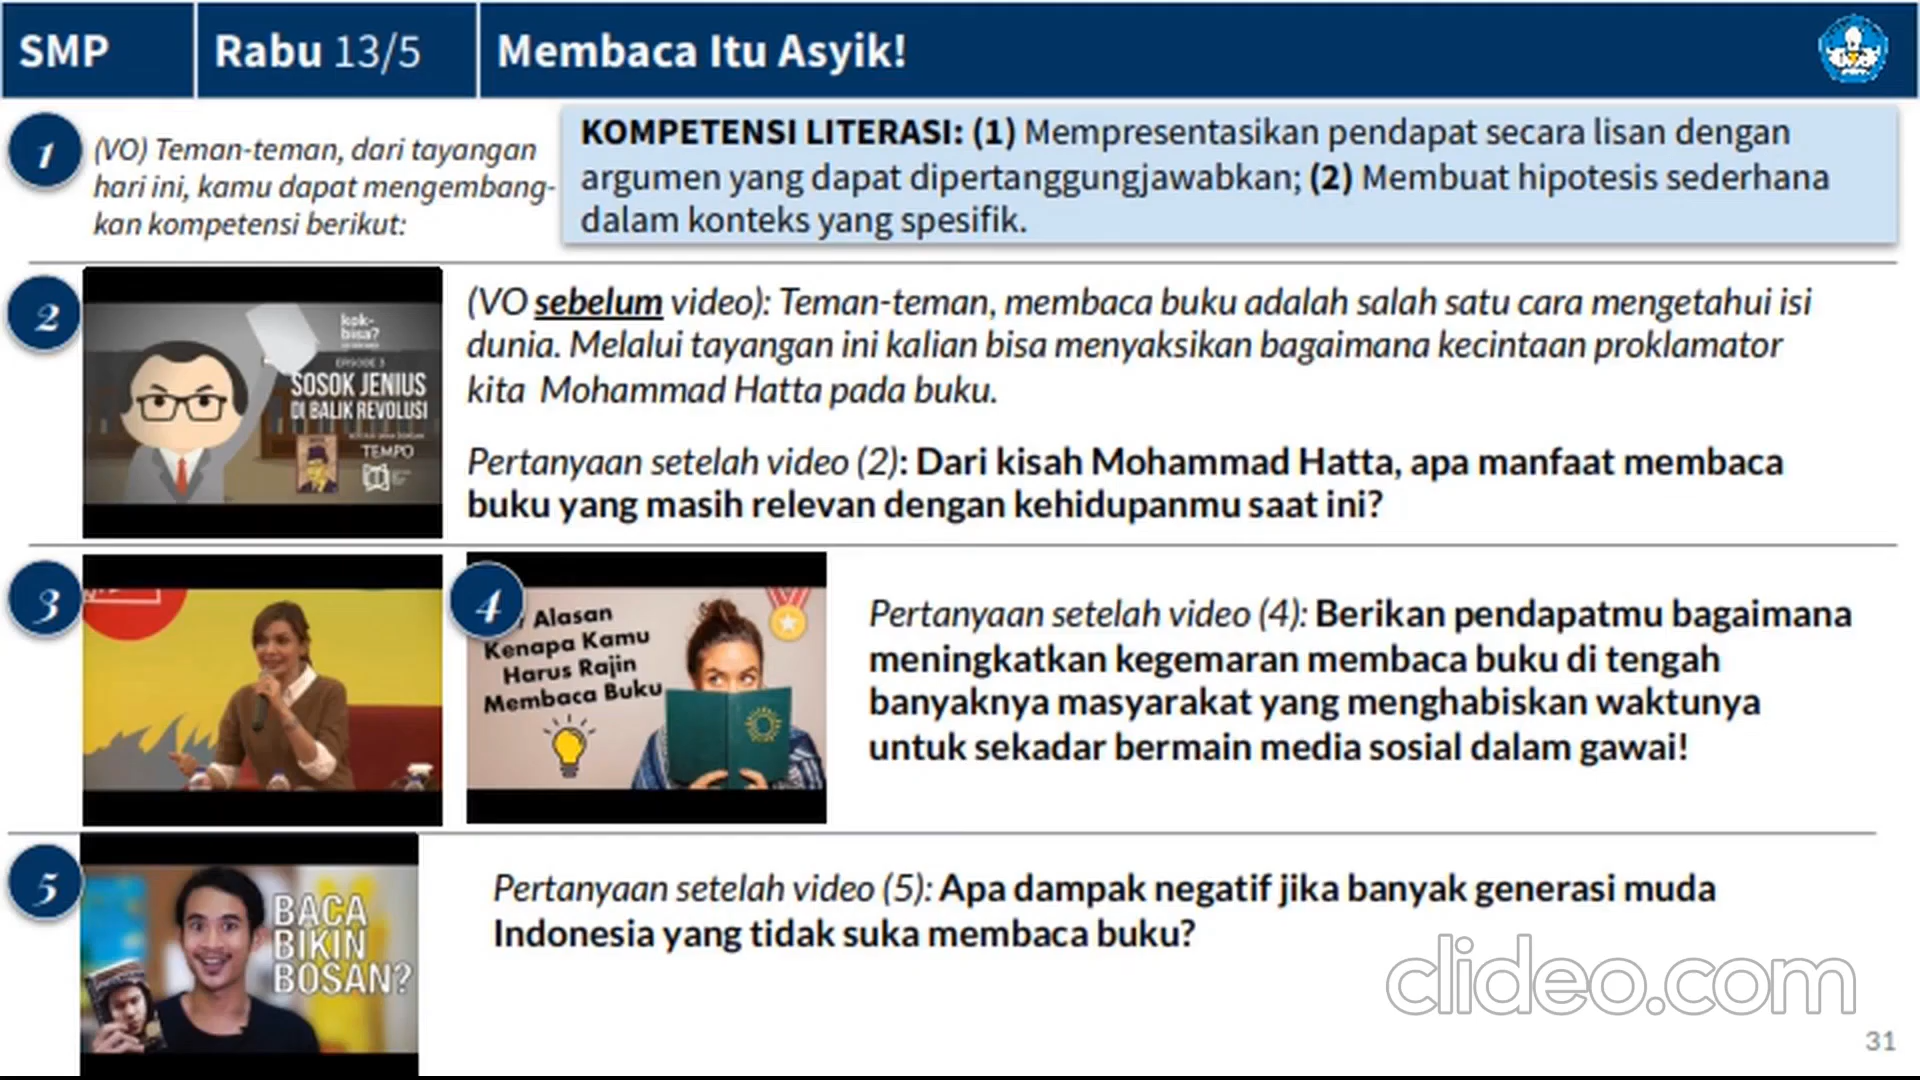 SMP
Rabu 13/5
Membaca Itu Asyik!
1
(VO) Teman-teman, dari tayangan
hari ini, kamu dapat mengembang-
kan kompetensi berikut:
KOMPETENSI LITERASI: (1) Mempresentasikan pendapat secara lisan dengan
argumen yang dapat dipertanggungjawabkan; (2) Membuat hipotesis sederhana
dalam konteks yang spesifik.
2
kok-
bisa?
EPISODE 3
SOSOK JENIUS
DI BALIK REVOLUSI
TEMPO
(VO sebelum video): Teman-teman, membaca buku adalah salah satu cara mengetahui isi
dunia. Melalui tayangan ini kalian bisa menyaksikan bagaimana kecintaan proklamator
kita Mohammad Hatta pada buku.
Pertanyaan setelah video (2): Dari kisah Mohammad Hatta, apa manfaat membaca
buku yang masih relevan dengan kehidupanmu saat ini?
3
4
Alasan
Kenapa Kamu
Harus Rajin
Membaca Buku
Pertanyaan setelah video (4): Berikan pendapatmu bagaimana
meningkatkan kegemaran membaca buku di tengah
banyaknya masyarakat yang menghabiskan waktunya
untuk sekadar bermain media sosial dalam gawai!
5
BACA
BIKIN
BOSAN?
Pertanyaan setelah video (5): Apa dampak negatif jika banyak generasi muda
Indonesia yang tidak suka membaca buku?
clideo.com
31